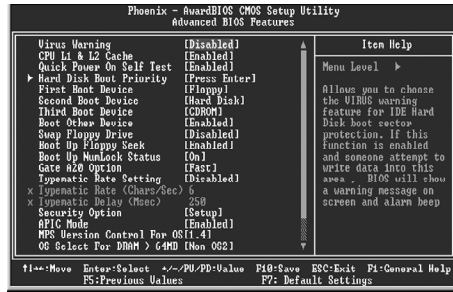 Phoenix - AwardBIOS CMOS Setup Utility
Advanced BIOS Features
Virus Warning [Disabled]
CPU L1 & L2 Cache [Enabled]
Quick Power On Self Test [Enabled]
▶ Hard Disk Boot Priority [Press Enter]
First Boot Device [Floppy]
Second Boot Device [Hard Disk]
Third Boot Device [CDROM]
Boot Other Device [Enabled]
Swap Floppy Drive [Disabled]
Boot Up Floppy Seek [Enabled]
Boot Up NumLock Status [On]
Gate A20 Option [Fast]
Typematic Rate Setting [Disabled]
x Typematic Rate (Chars/Sec) 6
x Typematic Delay (Msec) 250
Security Option [Setup]
APIC Mode [Enabled]
MPS Version Control For OS[1.4]
OS Select For DRAM > 64MB [Non OS2]
Item Help
Menu Level ▶
Allows you to choose
the VIRUS warning
feature for IDE Hard
Disk boot sector
protection. If this
function is enabled
and someone attempt to
write data into this
area , BIOS will show
a warning message on
screen and alarm beep
↑↓→←:Move Enter:Select +/-/PU/PD:Value F10:Save ESC:Exit F1:General Help
F5:Previous Values F7: Default Settings